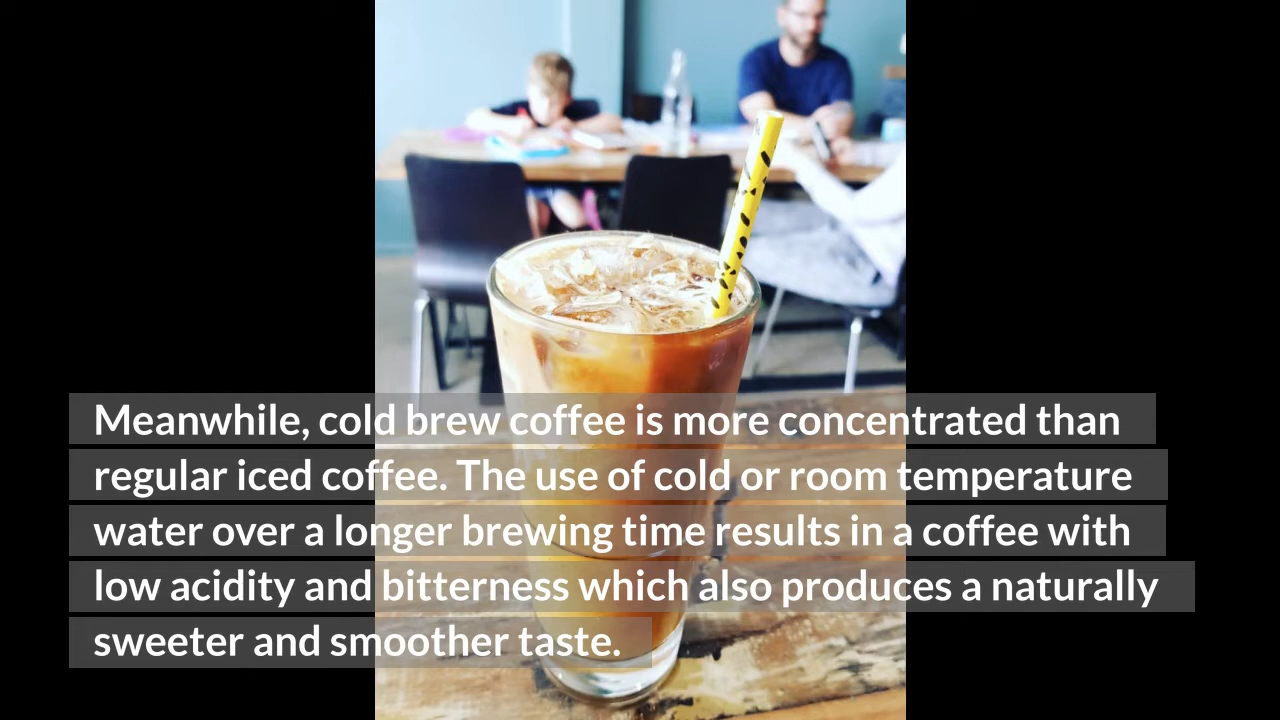 Meanwhile, cold brew coffee is more concentrated than
regular iced coffee. The use of cold or room temperature
water over a longer brewing time results in a coffee with
low acidity and bitterness which also produces a naturally
sweeter and smoother taste.